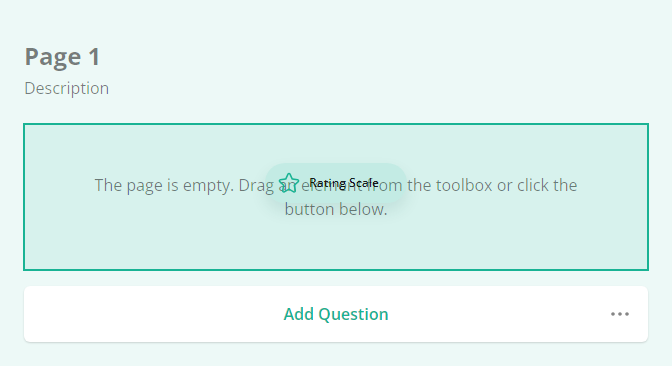 Page 1
Description
The page is empty. Drag an element from the toolbox or click the
Rating Scale
button below.
Add Question